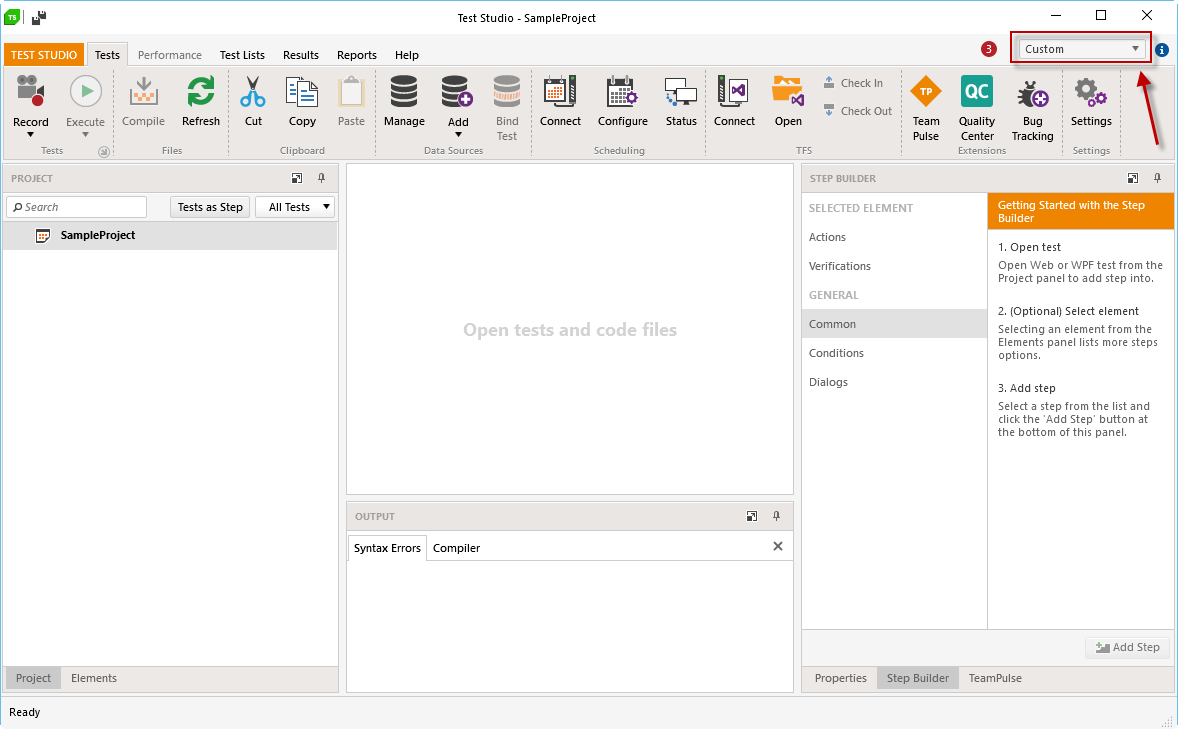 TS
Test Studio - SampleProject
TEST STUDIO Tests Performance Test Lists Results Reports Help 3 Custom i
Record Execute Compile Refresh Cut Copy Paste Manage Add Bind Test Connect Configure Status Connect Open Check In Check Out TP Team Pulse QC Quality Center Bug Tracking Settings
Tests Files Clipboard Data Sources Scheduling TFS Extensions Settings
PROJECT
Search Tests as Step All Tests
SampleProject
Project Elements
Open tests and code files
OUTPUT
Syntax Errors Compiler
STEP BUILDER
SELECTED ELEMENT
Actions
Verifications
GENERAL
Common
Conditions
Dialogs
Getting Started with the Step
Builder
1. Open test
Open Web or WPF test from the
Project panel to add step into.
2. (Optional) Select element
Selecting an element from the
Elements panel lists more steps
options.
3. Add step
Select a step from the list and
click the 'Add Step' button at
the bottom of this panel.
Add Step
Properties Step Builder TeamPulse
Ready